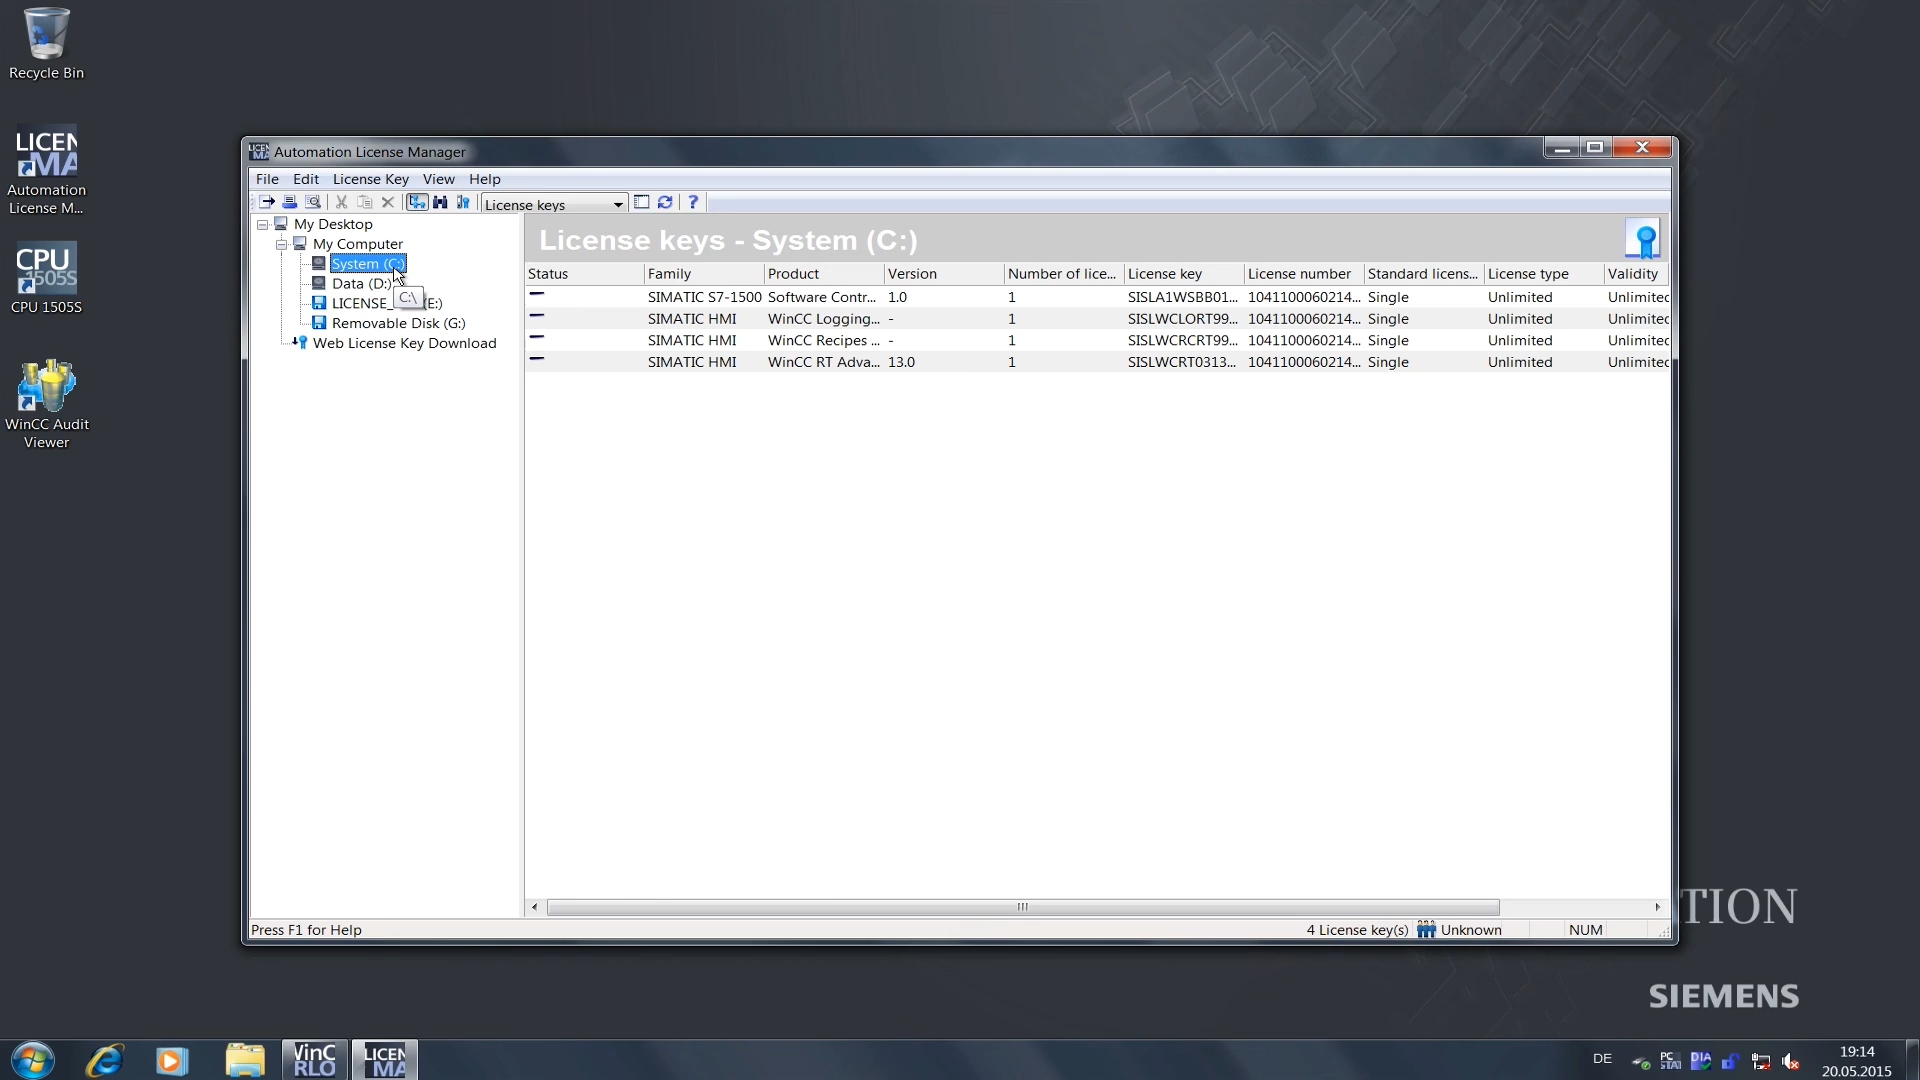 Recycle Bin
LICEN
MA
Automation
License M...
CPU
1505S
CPU 1505S
WinCC Audit
Viewer
Automation License Manager
File Edit License Key View Help
License keys
My Desktop
My Computer
System (C:)
Data (D:)
C:\
LICENSE_ (E:)
Removable Disk (G:)
Web License Key Download
License keys - System (C:)
Status Family Product Version Number of lice... License key License number Standard licens... License type Validity
SIMATIC S7-1500 Software Contr... 1.0 1 SISLA1WSBB01... 1041100060214... Single Unlimited Unlimited
SIMATIC HMI WinCC Logging... - 1 SISLWCLORT99... 1041100060214... Single Unlimited Unlimited
SIMATIC HMI WinCC Recipes ... - 1 SISLWCRCRT99... 1041100060214... Single Unlimited Unlimited
SIMATIC HMI WinCC RT Adva... 13.0 1 SISLWCRT0313... 1041100060214... Single Unlimited Unlimited
Press F1 for Help
4 License key(s) Unknown NUM
TION
SIEMENS
VinC
RLO
LICEN
MA
DE
PC
STAT
DIA
19:14
20.05.2015